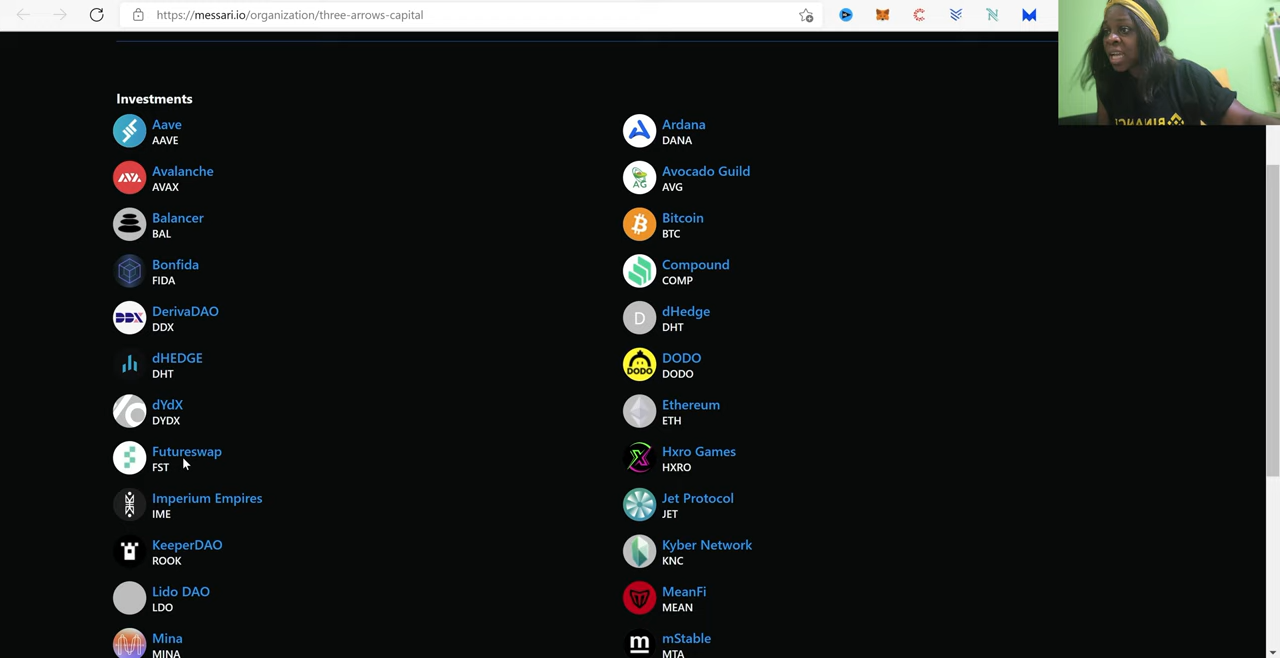 https://messari.io/organization/three-arrows-capital
Investments
Aave
AAVE
Ardana
DANA
Avalanche
AVAX
Avocado Guild
AVG
Balancer
BAL
Bitcoin
BTC
Bonfida
FIDA
Compound
COMP
DerivaDAO
DDX
DDX
D
dHedge
DHT
dHEDGE
DHT
DODO
DODO
DODO
dYdX
DYDX
Ethereum
ETH
Futureswap
FST
Hxro Games
HXRO
Imperium Empires
IME
Jet Protocol
JET
KeeperDAO
ROOK
Kyber Network
KNC
Lido DAO
LDO
MeanFi
MEAN
Mina
MINA
m
mStable
MTA
BINANC